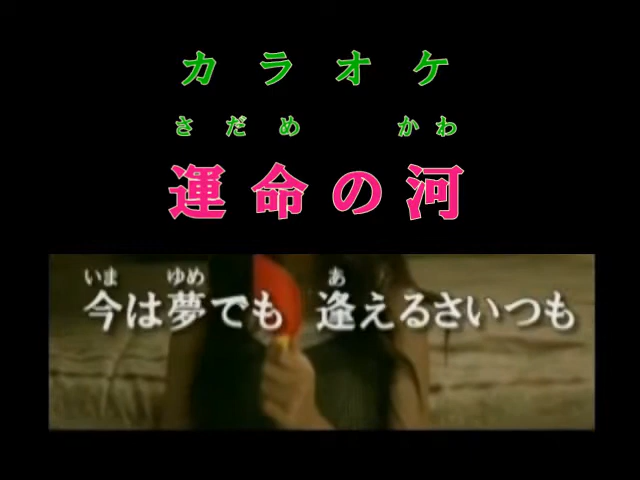 カラオケ
さだめ かわ
運命の河
いま ゆめ あ
今は夢でも 逢えるさいつも